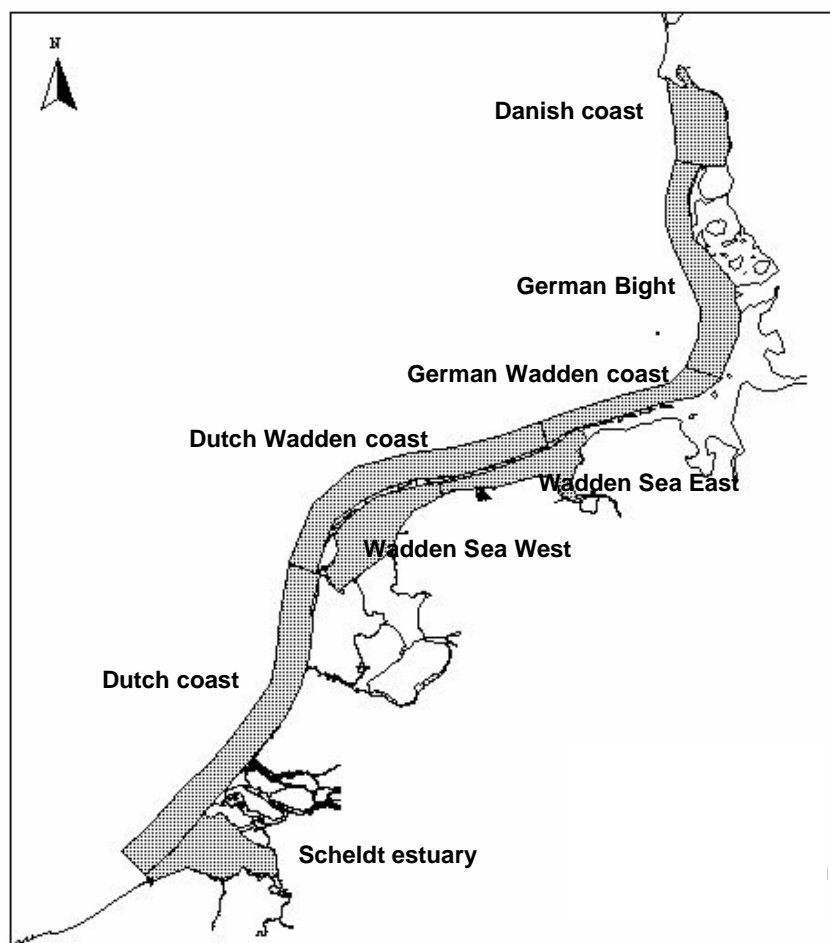 N
Danish coast
German Bight
German Wadden coast
Dutch Wadden coast
Wadden Sea East
Wadden Sea West
Dutch coast
Scheldt estuary